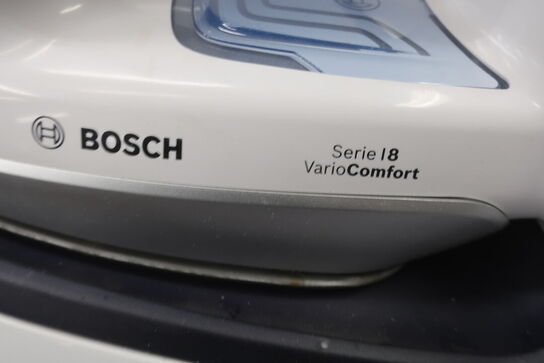 BOSCH
Serie |8
VarioComfort